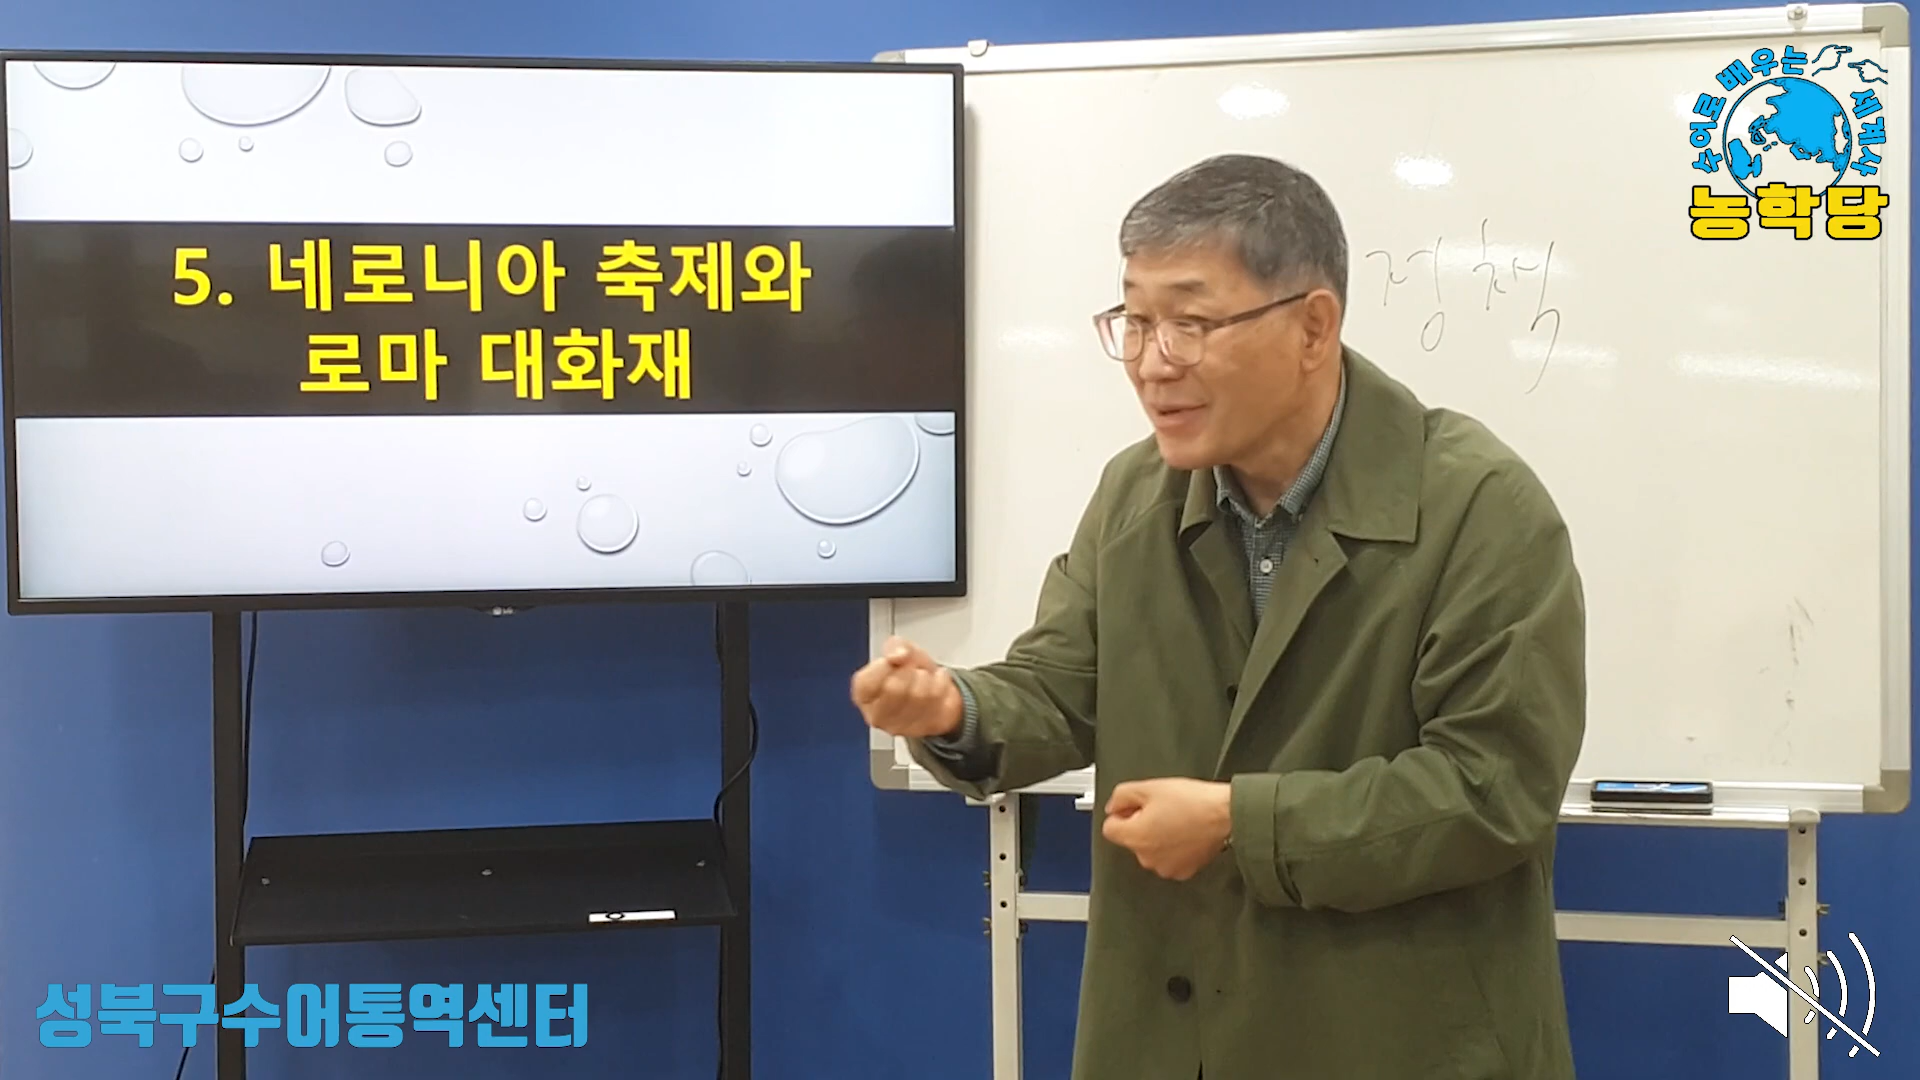 5. 네로니아 축제와
로마 대화재
수어로 배우는 세계사
농학당
정책
성북구수어통역센터